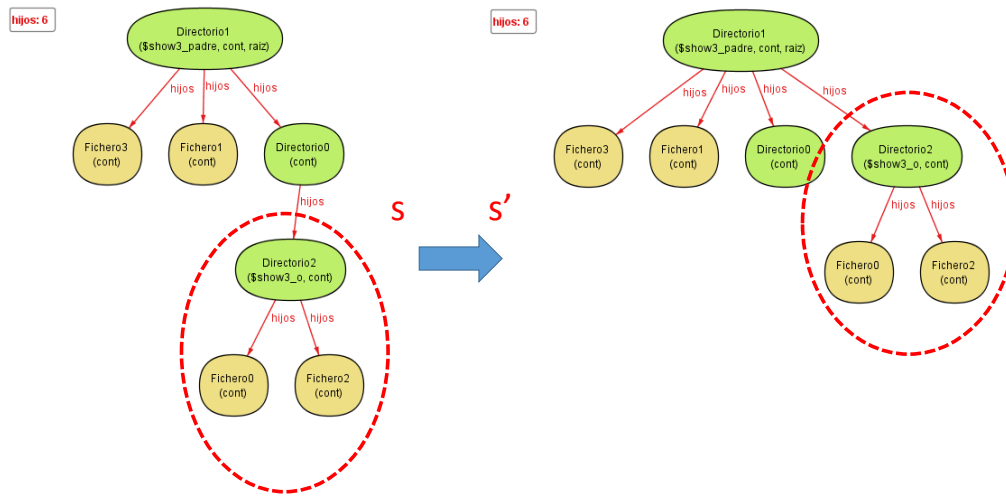 hijos: 6
Directorio1
($show3_padre, cont, raiz)
hijos
hijos
hijos
Fichero3
(cont)
Fichero1
(cont)
Directorio0
(cont)
hijos
Directorio2
($show3_o, cont)
hijos
hijos
Fichero0
(cont)
Fichero2
(cont)
S
S’
hijos: 6
Directorio1
($show3_padre, cont, raiz)
hijos
hijos
hijos
hijos
Fichero3
(cont)
Fichero1
(cont)
Directorio0
(cont)
Directorio2
($show3_o, cont)
hijos
hijos
Fichero0
(cont)
Fichero2
(cont)